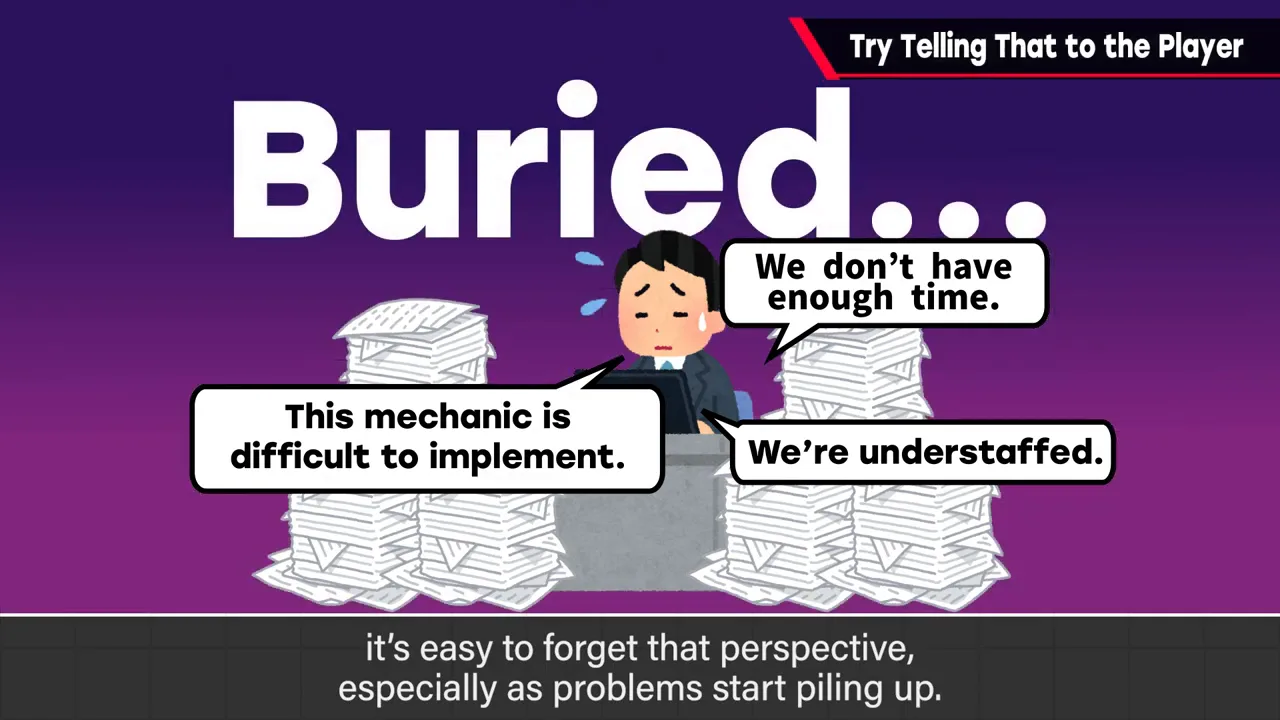 Try Telling That to the Player
Buried...
We don't have
enough time.
This mechanic is
difficult to implement.
We're understaffed.
it's easy to forget that perspective,
especially as problems start piling up.